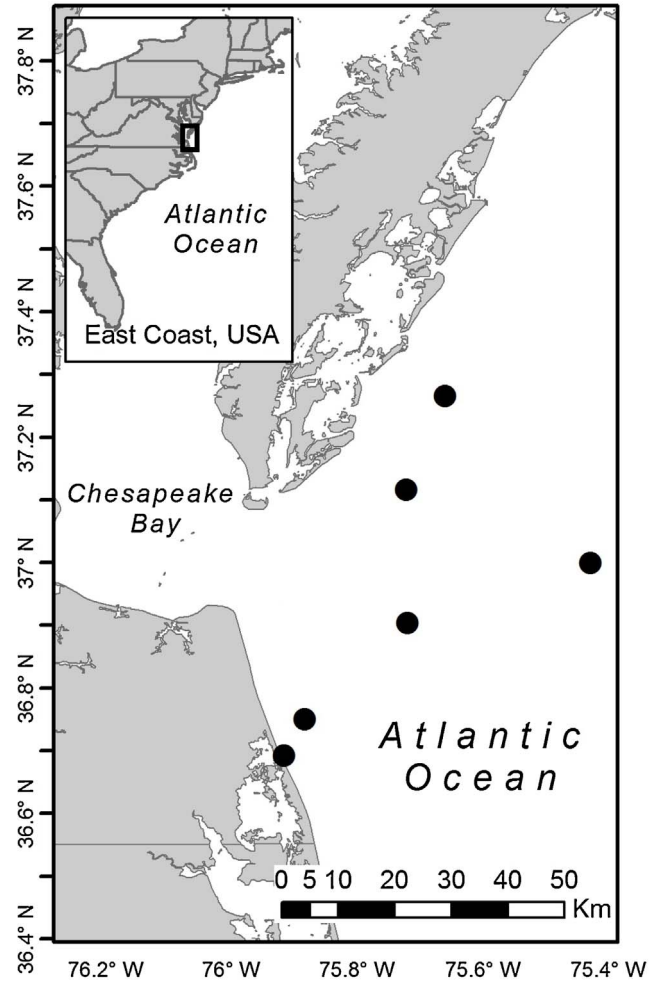 37.8° N
37.6° N
37.4° N
37.2° N
37° N
36.8° N
36.6° N
36.4° N
Atlantic
Ocean
East Coast, USA
Chesapeake
Bay
Atlantic
Ocean
0 5 10 20 30 40 50
Km
76.2° W 76° W 75.8° W 75.6° W 75.4° W